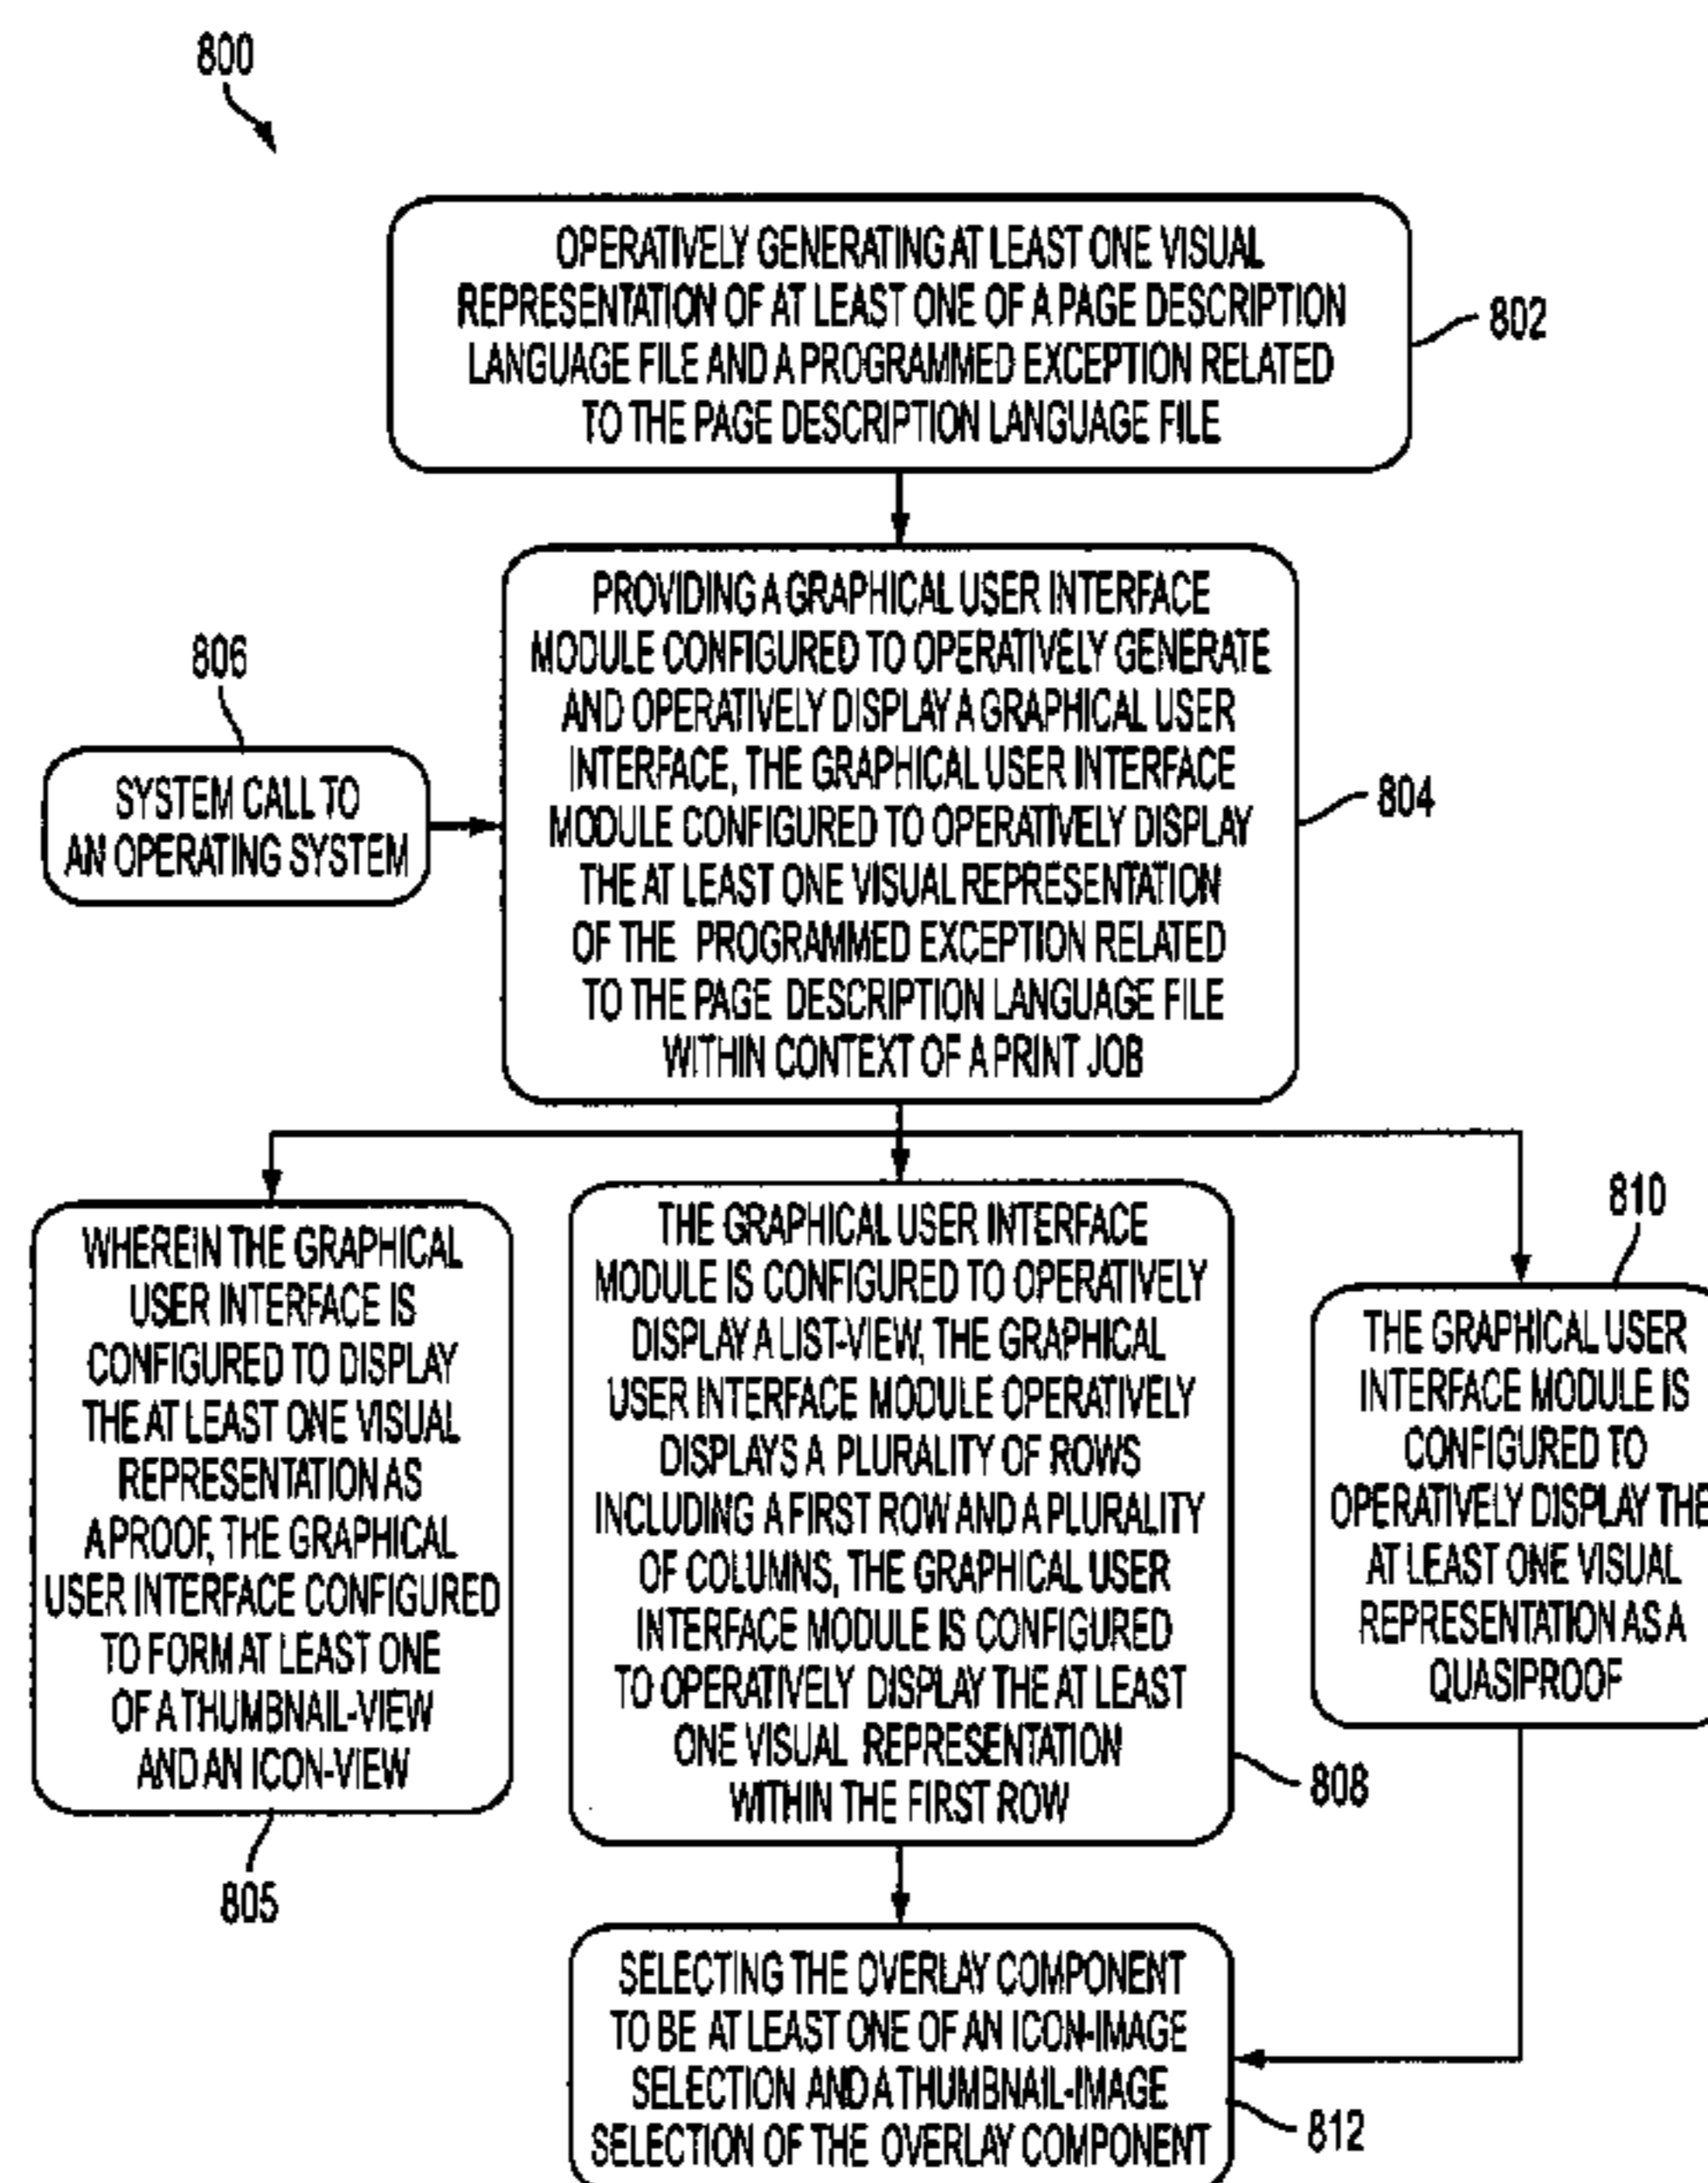 800
OPERATIVELY GENERATING AT LEAST ONE VISUAL
REPRESENTATION OF AT LEAST ONE OF A PAGE DESCRIPTION
LANGUAGE FILE AND A PROGRAMMED EXCEPTION RELATED
TO THE PAGE DESCRIPTION LANGUAGE FILE
802
PROVIDING A GRAPHICAL USER INTERFACE
MODULE CONFIGURED TO OPERATIVELY GENERATE
AND OPERATIVELY DISPLAY A GRAPHICAL USER
INTERFACE, THE GRAPHICAL USER INTERFACE
MODULE CONFIGURED TO OPERATIVELY DISPLAY
THE AT LEAST ONE VISUAL REPRESENTATION
OF THE PROGRAMMED EXCEPTION RELATED
TO THE PAGE DESCRIPTION LANGUAGE FILE
WITHIN CONTEXT OF A PRINT JOB
804
806
SYSTEM CALL TO
AN OPERATING SYSTEM
WHEREIN THE GRAPHICAL
USER INTERFACE IS
CONFIGURED TO DISPLAY
THE AT LEAST ONE VISUAL
REPRESENTATION AS
A PROOF, THE GRAPHICAL
USER INTERFACE CONFIGURED
TO FORM AT LEAST ONE
OF A THUMBNAIL-VIEW
AND AN ICON-VIEW
805
THE GRAPHICAL USER INTERFACE
MODULE IS CONFIGURED TO OPERATIVELY
DISPLAY A LIST-VIEW, THE GRAPHICAL
USER INTERFACE MODULE OPERATIVELY
DISPLAYS A PLURALITY OF ROWS
INCLUDING A FIRST ROW AND A PLURALITY
OF COLUMNS, THE GRAPHICAL USER
INTERFACE MODULE IS CONFIGURED
TO OPERATIVELY DISPLAY THE AT LEAST
ONE VISUAL REPRESENTATION
WITHIN THE FIRST ROW
808
810
THE GRAPHICAL USER
INTERFACE MODULE IS
CONFIGURED TO
OPERATIVELY DISPLAY THE
AT LEAST ONE VISUAL
REPRESENTATION AS A
QUASIPROOF
SELECTING THE OVERLAY COMPONENT
TO BE AT LEAST ONE OF AN ICON-IMAGE
SELECTION AND A THUMBNAIL-IMAGE
SELECTION OF THE OVERLAY COMPONENT
812